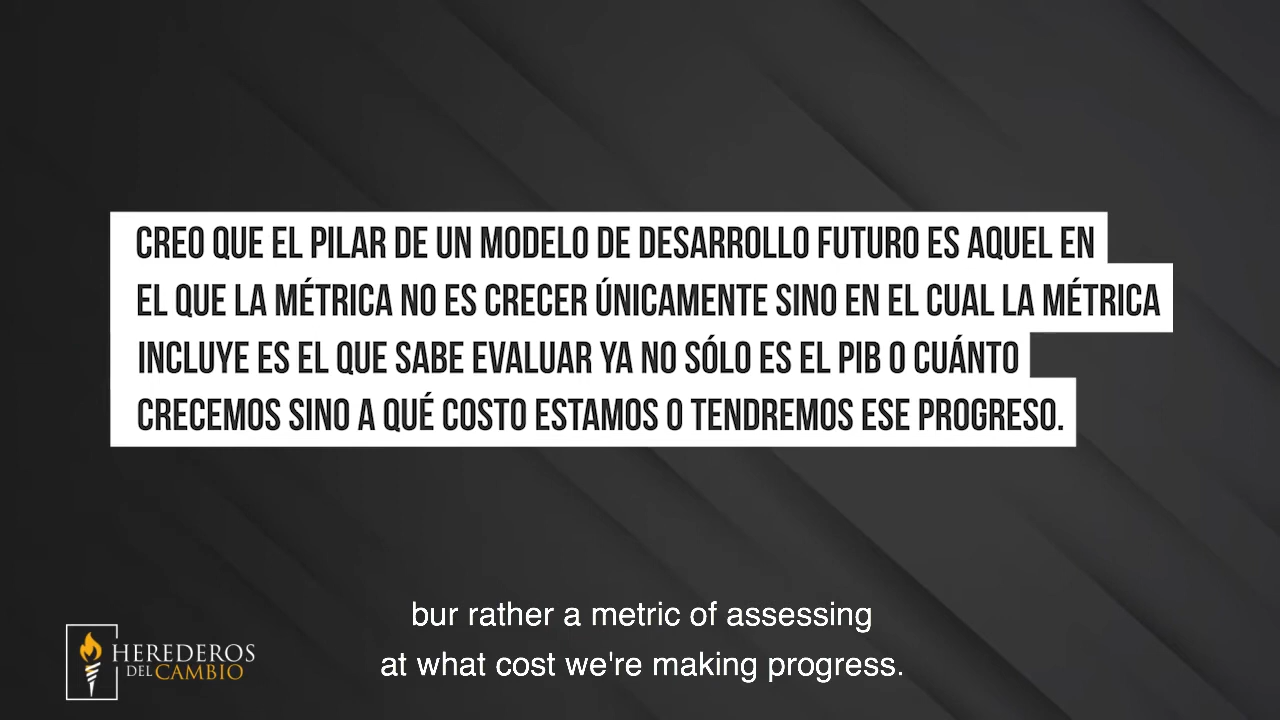 CREO QUE EL PILAR DE UN MODELO DE DESARROLLO FUTURO ES AQUEL EN
EL QUE LA MÉTRICA NO ES CRECER ÚNICAMENTE SINO EN EL CUAL LA MÉTRICA
INCLUYE ES EL QUE SABE EVALUAR YA NO SÓLO ES EL PIB O CUÁNTO
CRECEMOS SINO A QUÉ COSTO ESTAMOS O TENDREMOS ESE PROGRESO.
bur rather a metric of assessing
at what cost we're making progress.
HEREDEROS
DEL CAMBIO